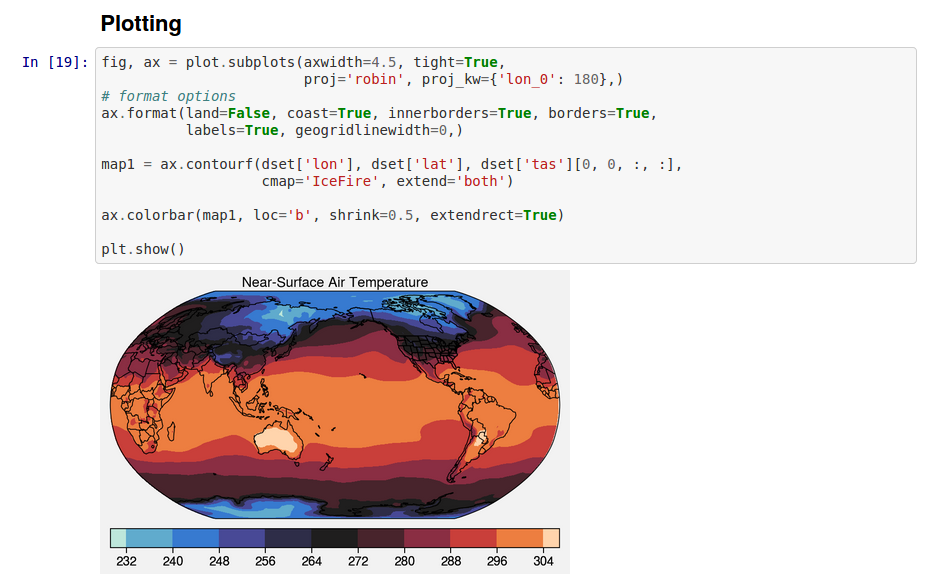 Plotting
In [19]:
fig, ax = plot.subplots(axwidth=4.5, tight=True,
                        proj='robin', proj_kw={'lon_0': 180},)
# format options
ax.format(land=False, coast=True, innerborders=True, borders=True,
          labels=True, geogridlinewidth=0,)

map1 = ax.contourf(dset['lon'], dset['lat'], dset['tas'][0, 0, :, :],
                   cmap='IceFire', extend='both')

ax.colorbar(map1, loc='b', shrink=0.5, extendrect=True)

plt.show()
Near-Surface Air Temperature
232 240 248 256 264 272 280 288 296 304